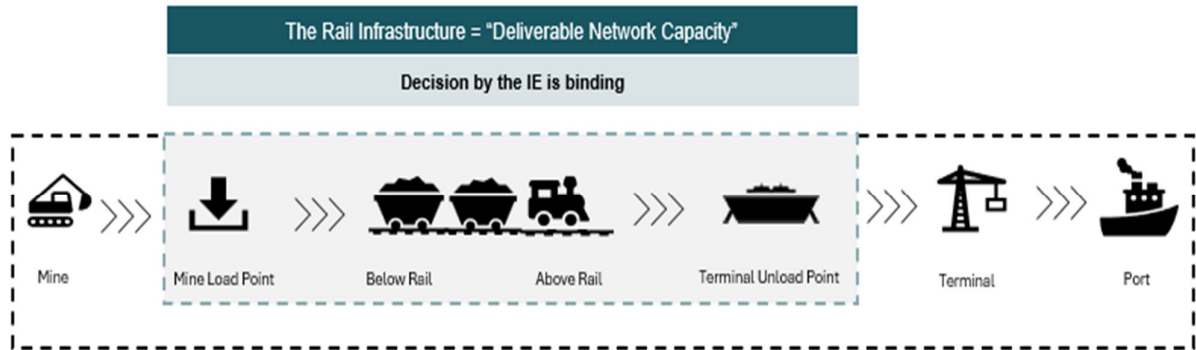 The Rail Infrastructure = “Deliverable Network Capacity”
Decision by the IE is binding
Mine
Mine Load Point
Below Rail
Above Rail
Terminal Unload Point
Terminal
Port